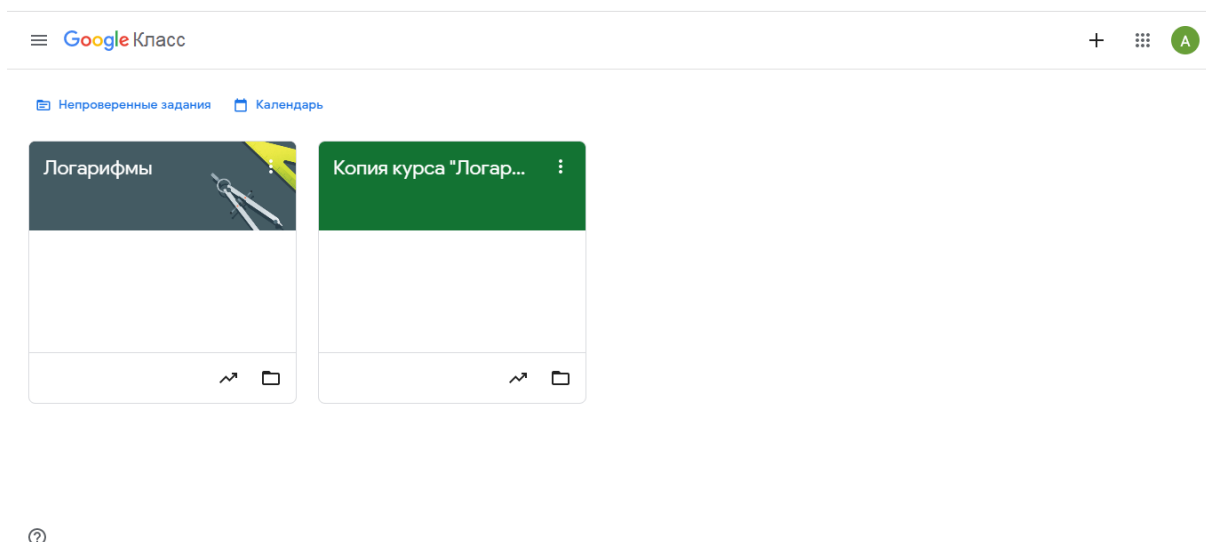 Google Класс
А
Непроверенные задания Календарь
Логарифмы
Копия курса "Логар...